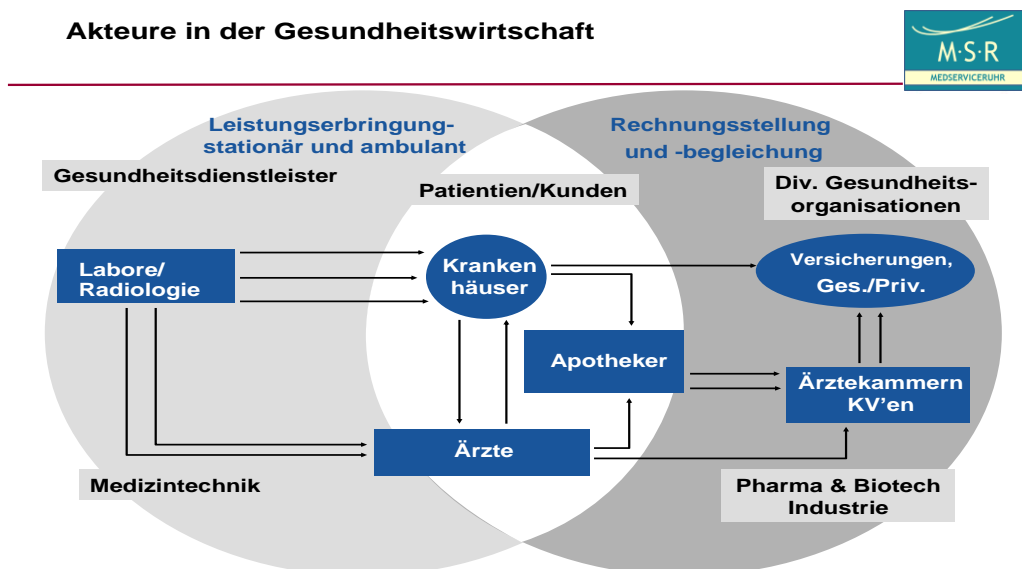 Akteure in der Gesundheitswirtschaft
M·S·R
MEDSERVICERUHR
Leistungserbringung-
stationär und ambulant
Rechnungsstellung
und -begleichung
Gesundheitsdienstleister
Patientien/Kunden
Div. Gesundheits-
organisationen
Labore/
Radiologie
Kranken
häuser
Versicherungen,
Ges./Priv.
Apotheker
Ärztekammern
KV'en
Ärzte
Medizintechnik
Pharma & Biotech
Industrie